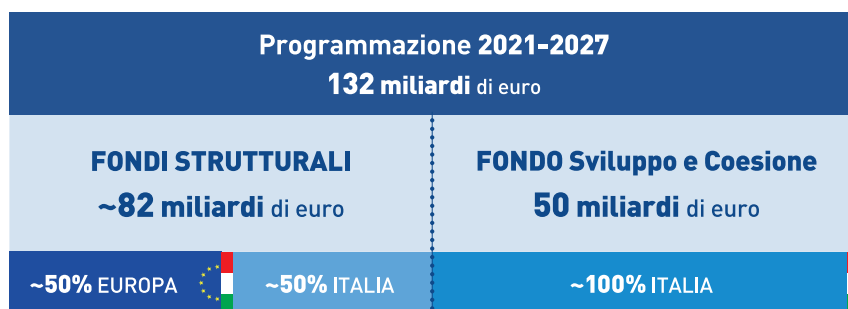 Programmazione 2021-2027
132 miliardi di euro
FONDI STRUTTURALI
~82 miliardi di euro
FONDO Sviluppo e Coesione
50 miliardi di euro
~50% EUROPA
~50% ITALIA
~100% ITALIA